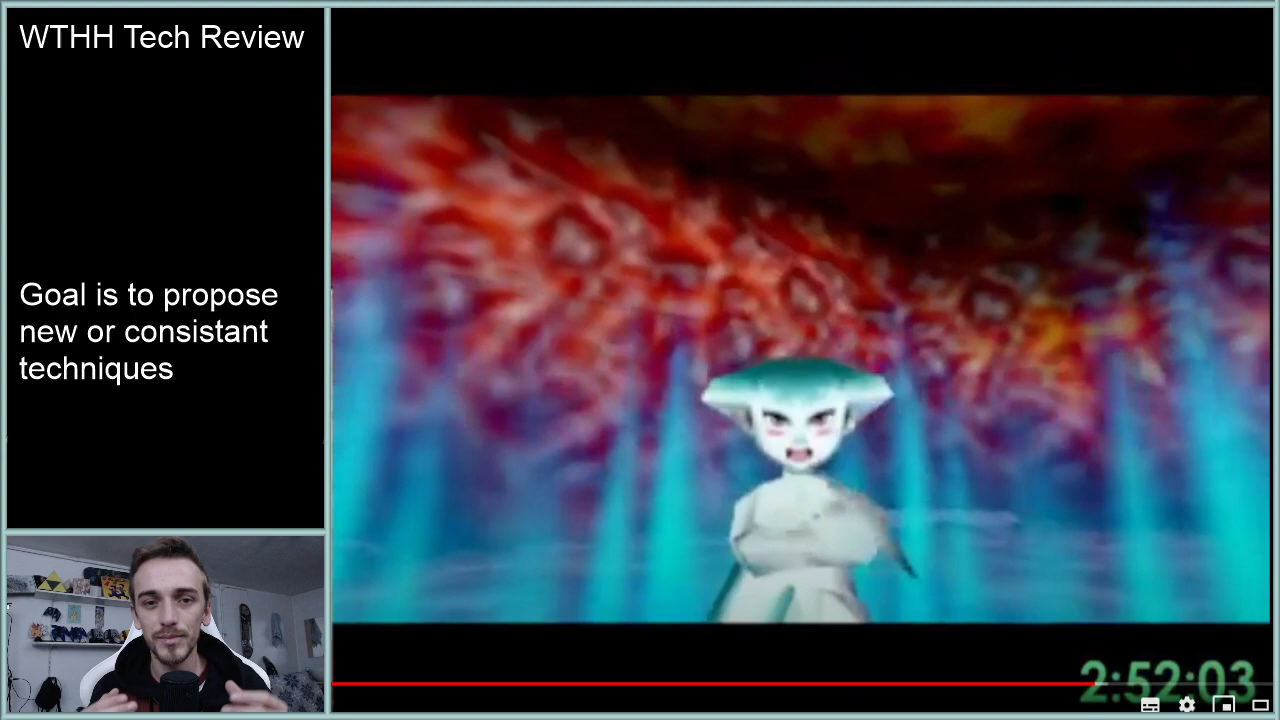 WTHH Tech Review
Goal is to propose
new or consistant
techniques
2:52:03